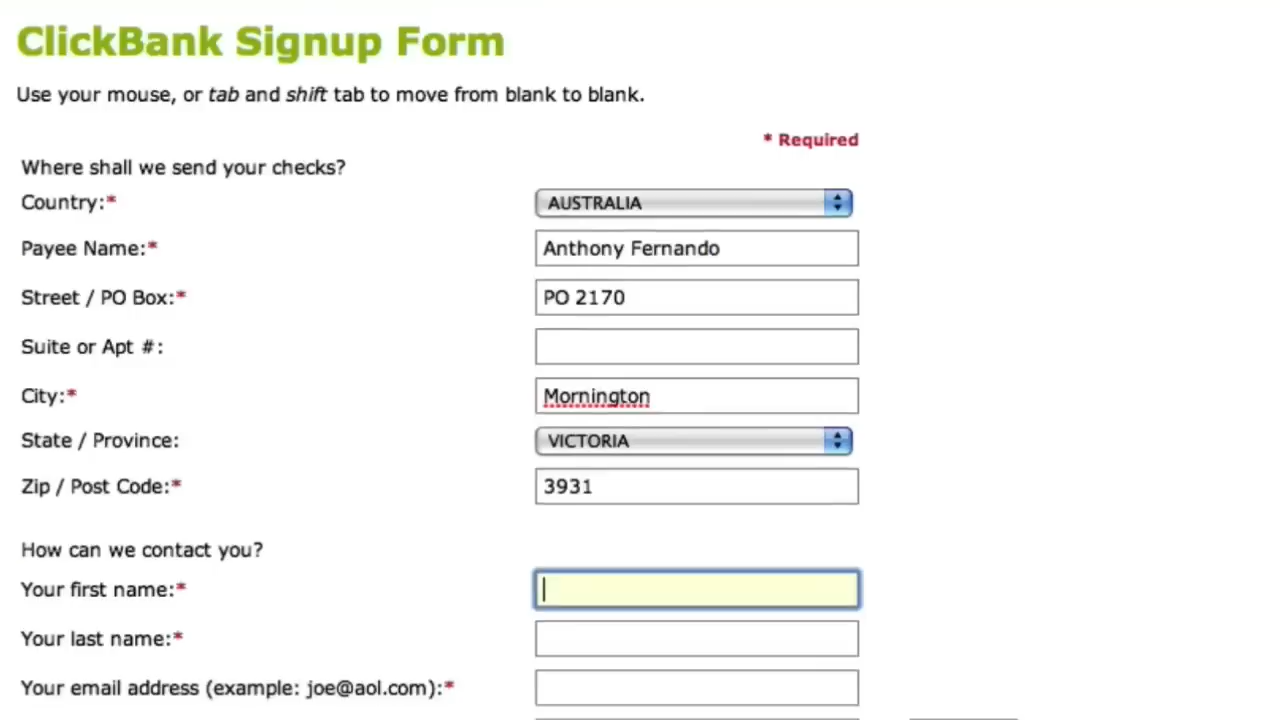 ClickBank Signup Form
Use your mouse, or tab and shift tab to move from blank to blank.
* Required
Where shall we send your checks?
Country:* AUSTRALIA
Payee Name:* Anthony Fernando
Street / PO Box:* PO 2170
Suite or Apt #:
City:* Mornington
State / Province: VICTORIA
Zip / Post Code:* 3931
How can we contact you?
Your first name:*
Your last name:*
Your email address (example: joe@aol.com):*